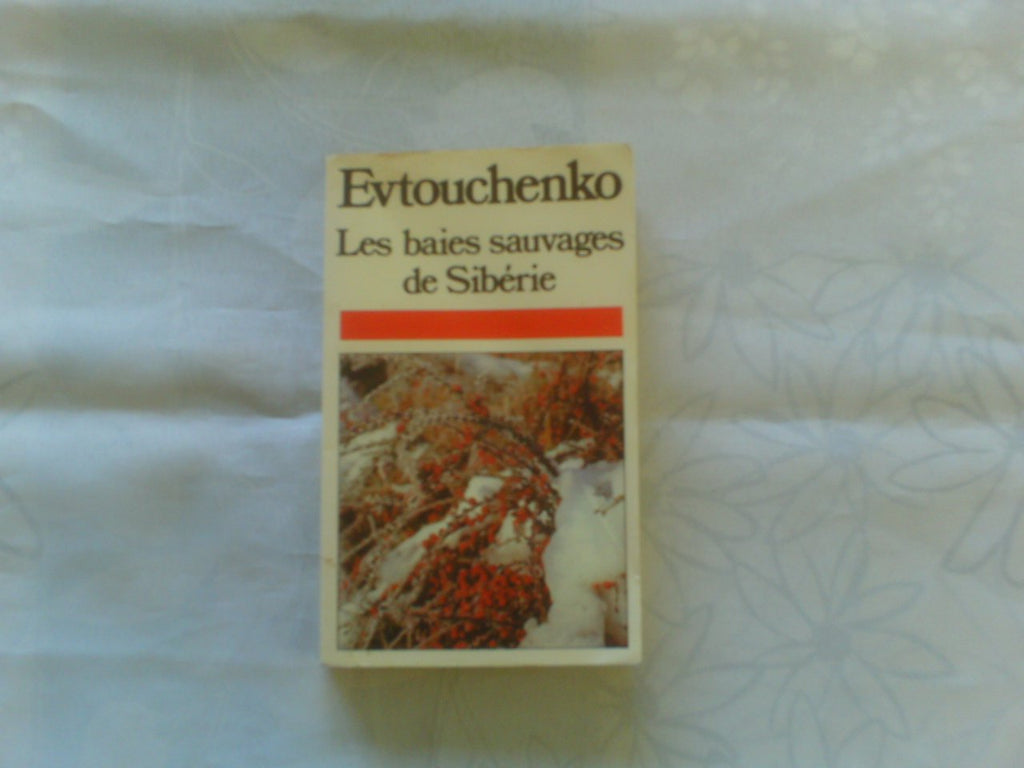 Evtouchenko
Les baies sauvages
de Sibérie